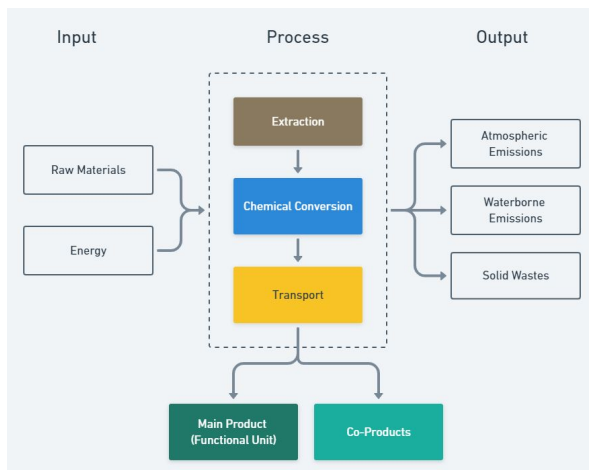 Input
Process
Output
Extraction
Raw Materials
Chemical Conversion
Energy
Transport
Atmospheric
Emissions
Waterborne
Emissions
Solid Wastes
Main Product
(Functional Unit)
Co-Products